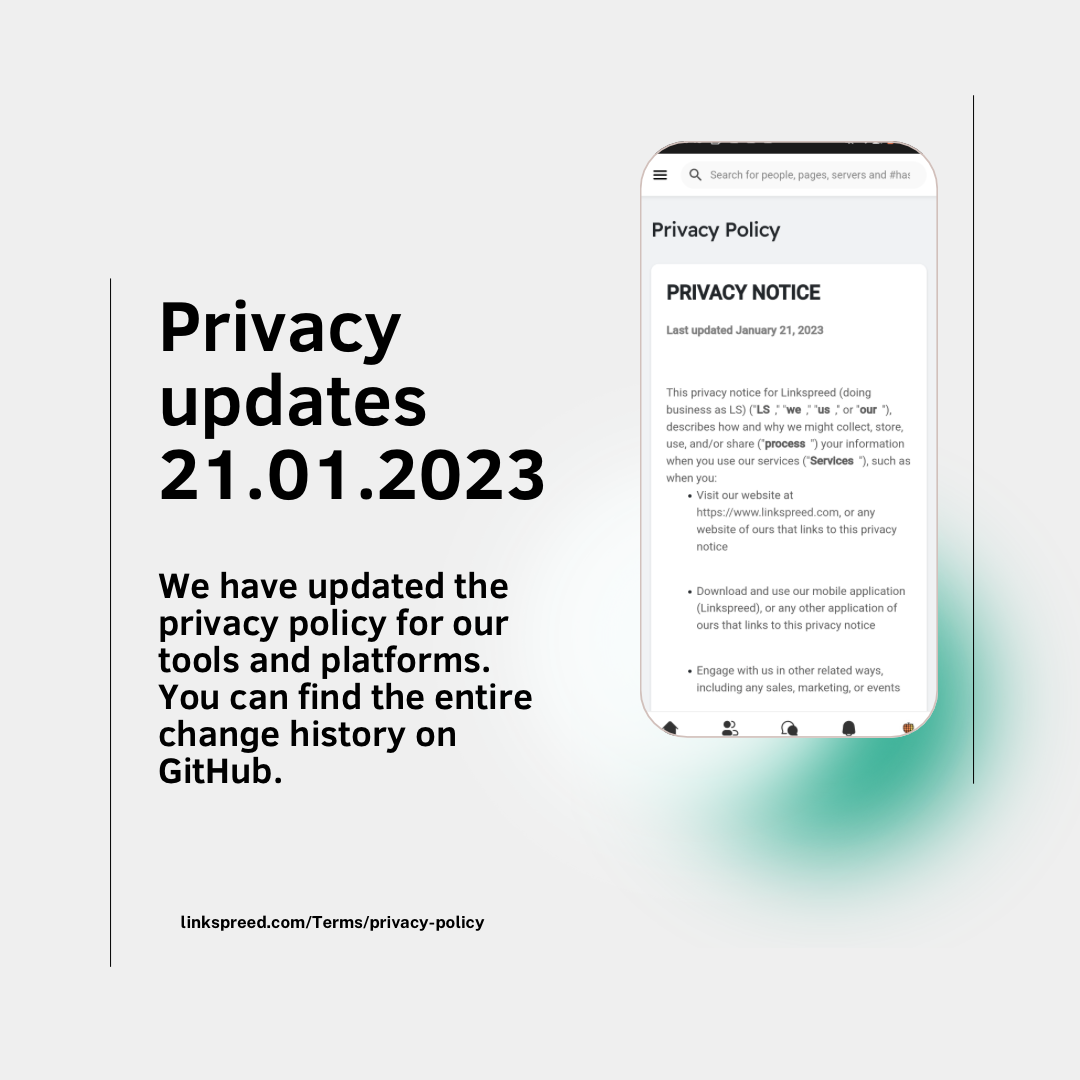 Privacy
updates
21.01.2023
We have updated the
privacy policy for our
tools and platforms.
You can find the entire
change history on
GitHub.
linkspreed.com/Terms/privacy-policy
Search for people, pages, servers and #has
Privacy Policy
PRIVACY NOTICE
Last updated January 21, 2023
This privacy notice for Linkspreed (doing
business as LS) ("LS ," "we ," "us ," or "our "),
describes how and why we might collect, store,
use, and/or share ("process ") your information
when you use our services ("Services "), such as
when you:
• Visit our website at
https://www.linkspreed.com, or any
website of ours that links to this privacy
notice
• Download and use our mobile application
(Linkspreed), or any other application of
ours that links to this privacy notice
• Engage with us in other related ways,
including any sales, marketing, or events